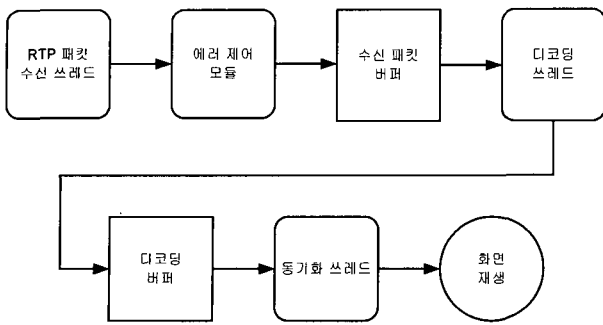 RTP 패킷
수신 쓰레드
에러 제어
모듈
수신 패킷
버퍼
디코딩
쓰레드
디코딩
버퍼
동기화 쓰레드
화면
재생